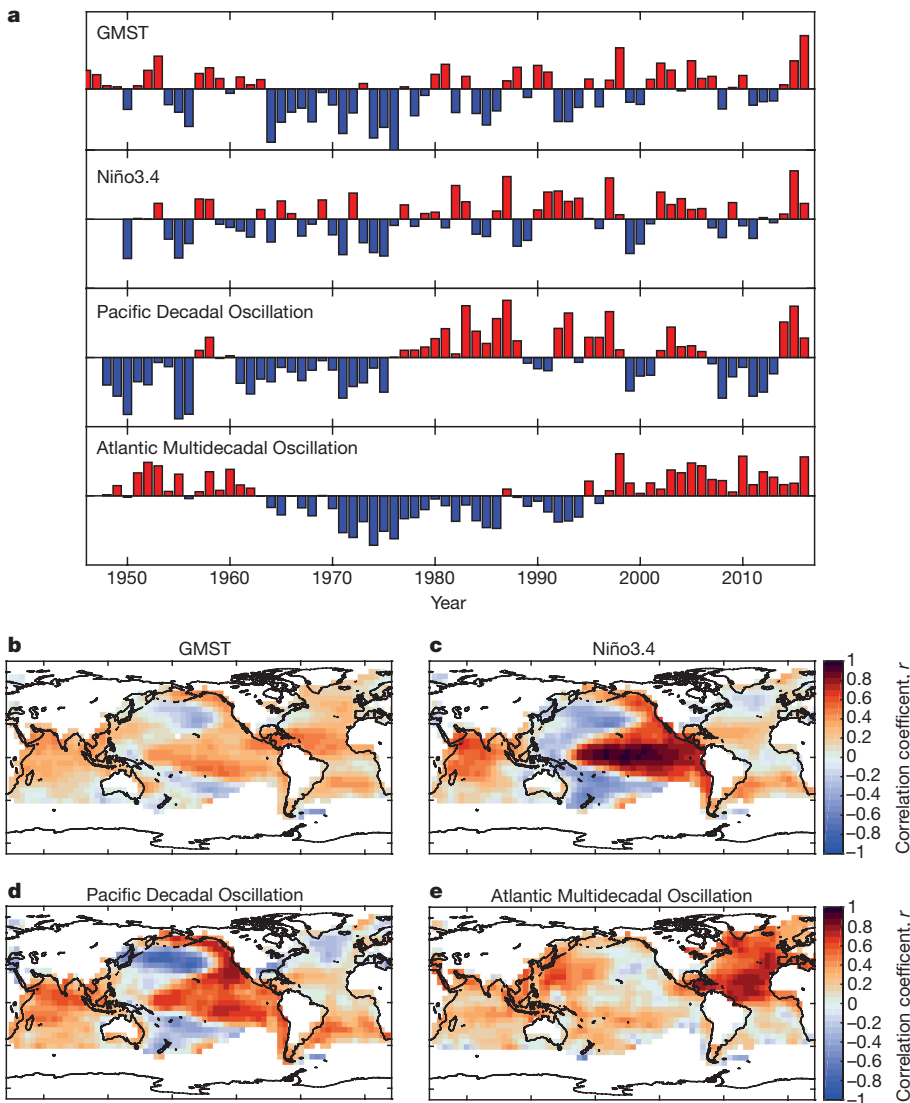 a
GMST
Niño3.4
Pacific Decadal Oscillation
Atlantic Multidecadal Oscillation
1950 1960 1970 1980 1990 2000 2010
Year
b GMST
c Niño3.4
1
0.8
0.6
0.4
0.2
0
−0.2
−0.4
−0.6
−0.8
−1
Correlation coefficient, r
d Pacific Decadal Oscillation
e Atlantic Multidecadal Oscillation
1
0.8
0.6
0.4
0.2
0
−0.2
−0.4
−0.6
−0.8
−1
Correlation coefficient, r